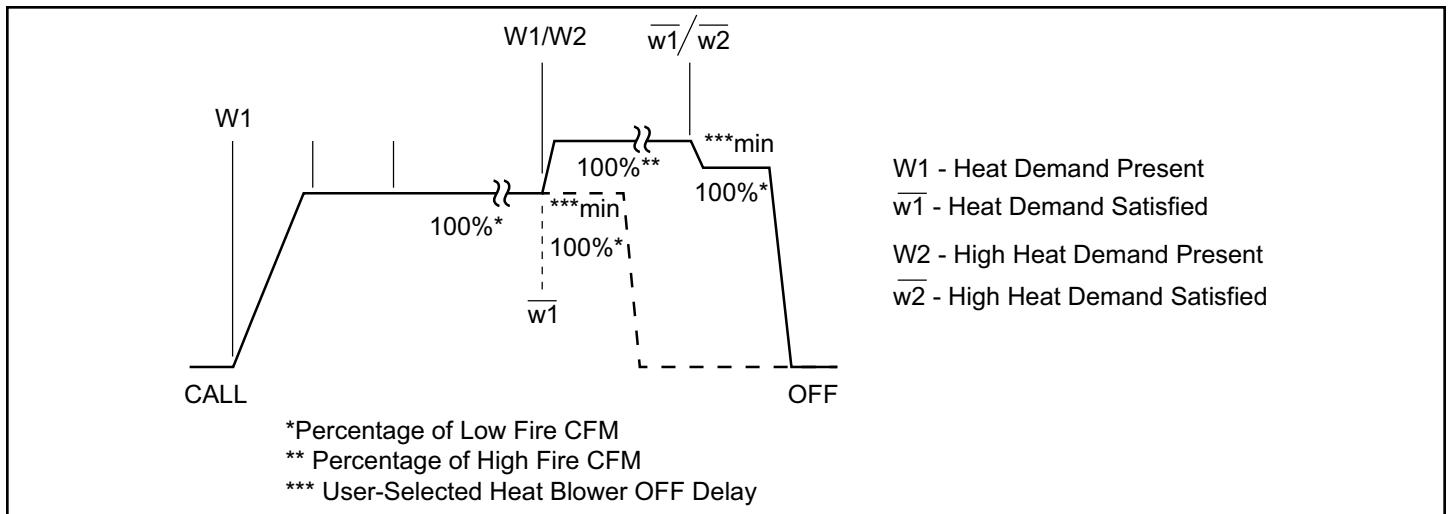 W1/W2
w1/w2
W1
***min
100%**
100%*
100%*
***min
100%*
w1
CALL
OFF
W1 - Heat Demand Present
w1 - Heat Demand Satisfied
W2 - High Heat Demand Present
w2 - High Heat Demand Satisfied
*Percentage of Low Fire CFM
** Percentage of High Fire CFM
*** User-Selected Heat Blower OFF Delay